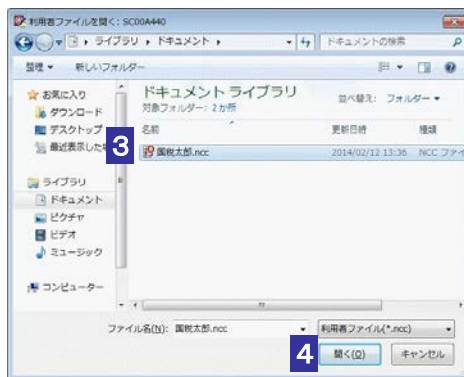 利用者ファイルを開く: SC00A440
ライブラリ ▸ ドキュメント ▸
ドキュメントの検索
整理 ▼ 新しいフォルダー
お気に入り
ダウンロード
デスクトップ
最近表示した場
ライブラリ
ドキュメント
ピクチャ
ビデオ
ミュージック
コンピューター
ドキュメント ライブラリ
対象フォルダー: 2か所
並べ替え: フォルダー ▼
名前 更新日時 種類
3 国税太郎.ncc 2014/02/12 13:36 NCC ファイ
ファイル名(N): 国税太郎.ncc
利用者ファイル(*.ncc)
4 開く(O) キャンセル